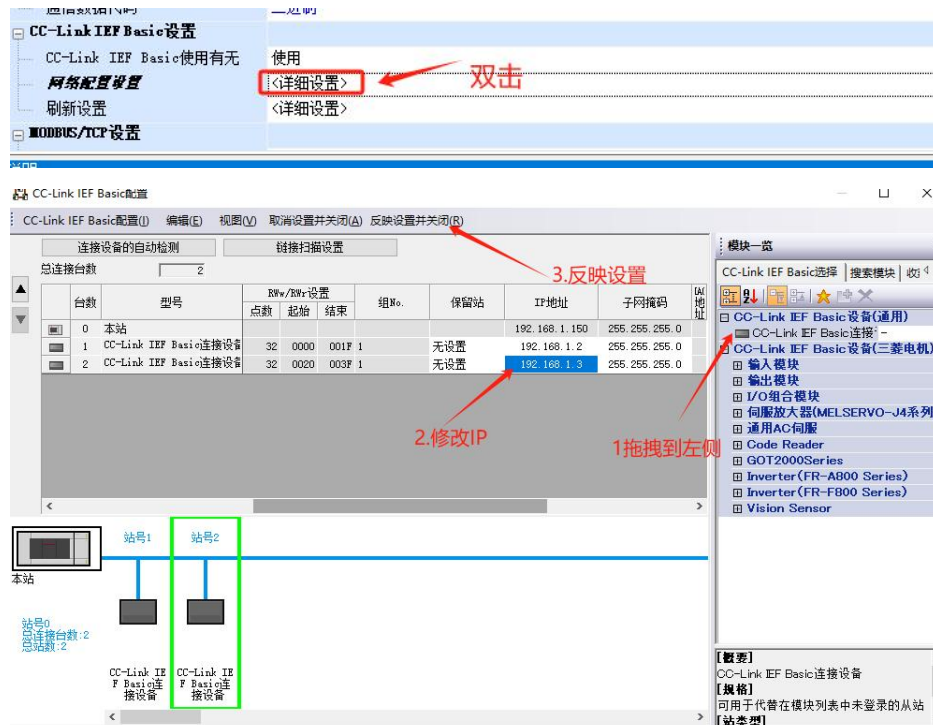 通信数据代码 二进制
CC-Link IEF Basic设置
CC-Link IEF Basic使用有无 使用
网络配置设置 <详细设置> 双击
刷新设置 <详细设置>
MODBUS/TCP设置
CC-Link IEF Basic配置
CC-Link IEF Basic配置(I) 编辑(E) 视图(V) 取消设置并关闭(A) 反映设置并关闭(R)
连接设备的自动检测 链接扫描设置
3.反映设置
总连接台数 2
台数 型号 RWw/RWr设置 组No. 保留站 IP地址 子网掩码
点数 起始 结束
0 本站 192.168.1.150 255.255.255.0
1 CC-Link IEF Basic连接设备 32 0000 001F 1 无设置 192.168.1.2 255.255.255.0
2 CC-Link IEF Basic连接设备 32 0020 003F 1 无设置 192.168.1.3 255.255.255.0
2.修改IP
1拖拽到左侧
模块一览
CC-Link IEF Basic选择 搜索模块
CC-Link IEF Basic设备(通用)
CC-Link IEF Basic连接 -
CC-Link IEF Basic设备(三菱电机)
输入模块
输出模块
I/O组合模块
伺服放大器(MELSERVO-J4系列
通用AC伺服
Code Reader
GOT2000Series
Inverter(FR-A800 Series)
Inverter(FR-F800 Series)
Vision Sensor
站号1 站号2
本站
站号0
总连接台数:2
总站数:2
CC-Link IE
F Basic连
接设备
CC-Link IE
F Basic连
接设备
[概要]
CC-Link IEF Basic连接设备
[规格]
可用于代替在模块列表中未登录的从站
[站类型]